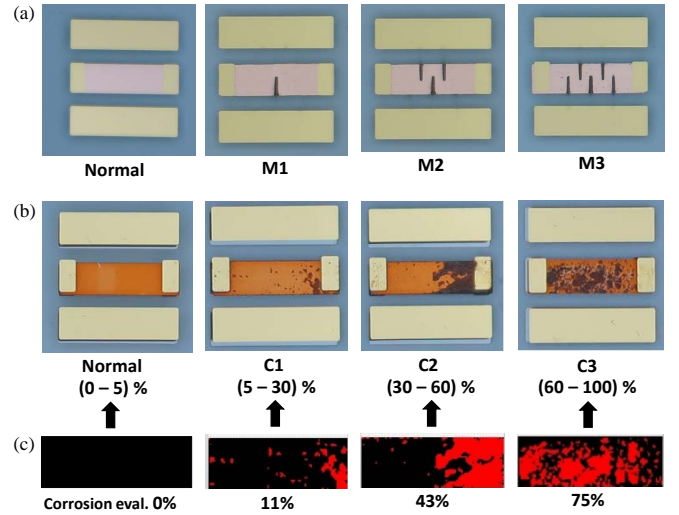 (a)
Normal M1 M2 M3
(b)
Normal C1 C2 C3
(0 – 5) % (5 – 30) % (30 – 60) % (60 – 100) %
(c)
Corrosion eval. 0% 11% 43% 75%